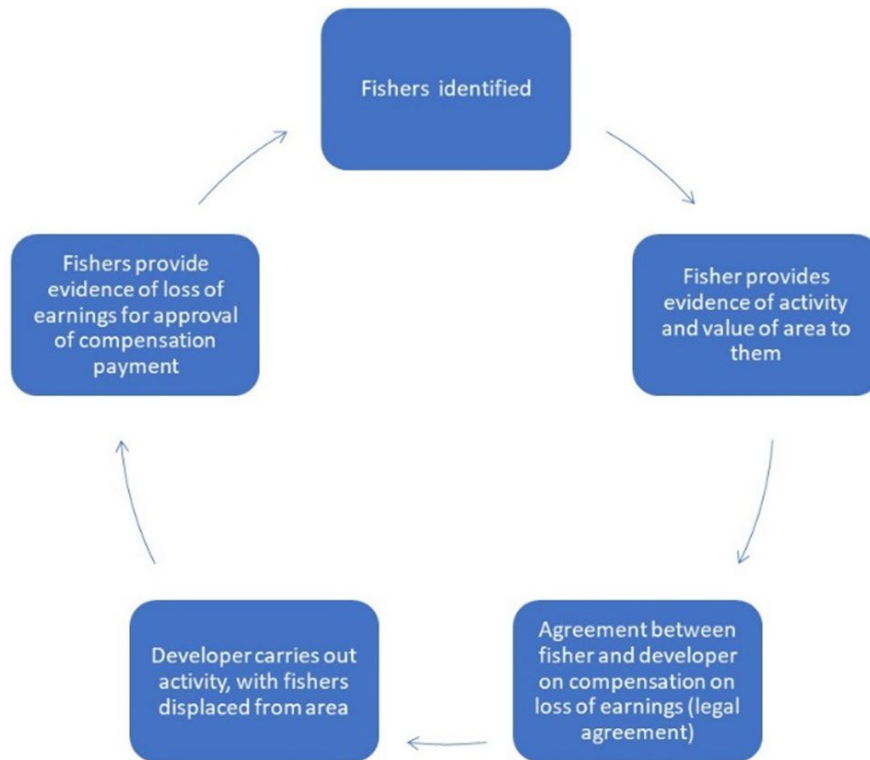 Fishers identified
Fisher provides
evidence of activity
and value of area to
them
Agreement between
fisher and developer
on compensation on
loss of earnings (legal
agreement)
Developer carries out
activity, with fishers
displaced from area
Fishers provide
evidence of loss of
earnings for approval
of compensation
payment